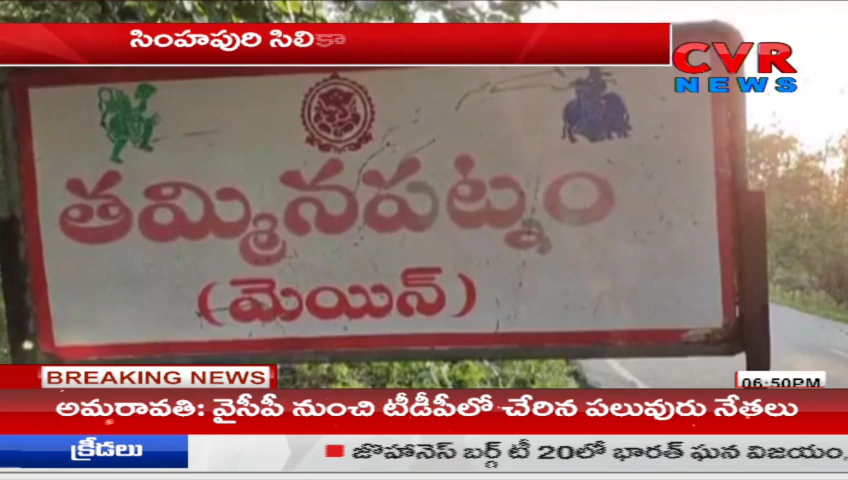 సింహపురి సిలికా
CVR
NEWS
తమ్మినపట్నం
(మెయిన్)
BREAKING NEWS
06:50PM
అమరావతి: వైసీపీ నుంచి టీడీపీలో చేరిన పలువురు నేతలు
క్రీడలు
జొహానెస్ బర్గ్ టీ 20లో భారత్ ఘన విజయం,